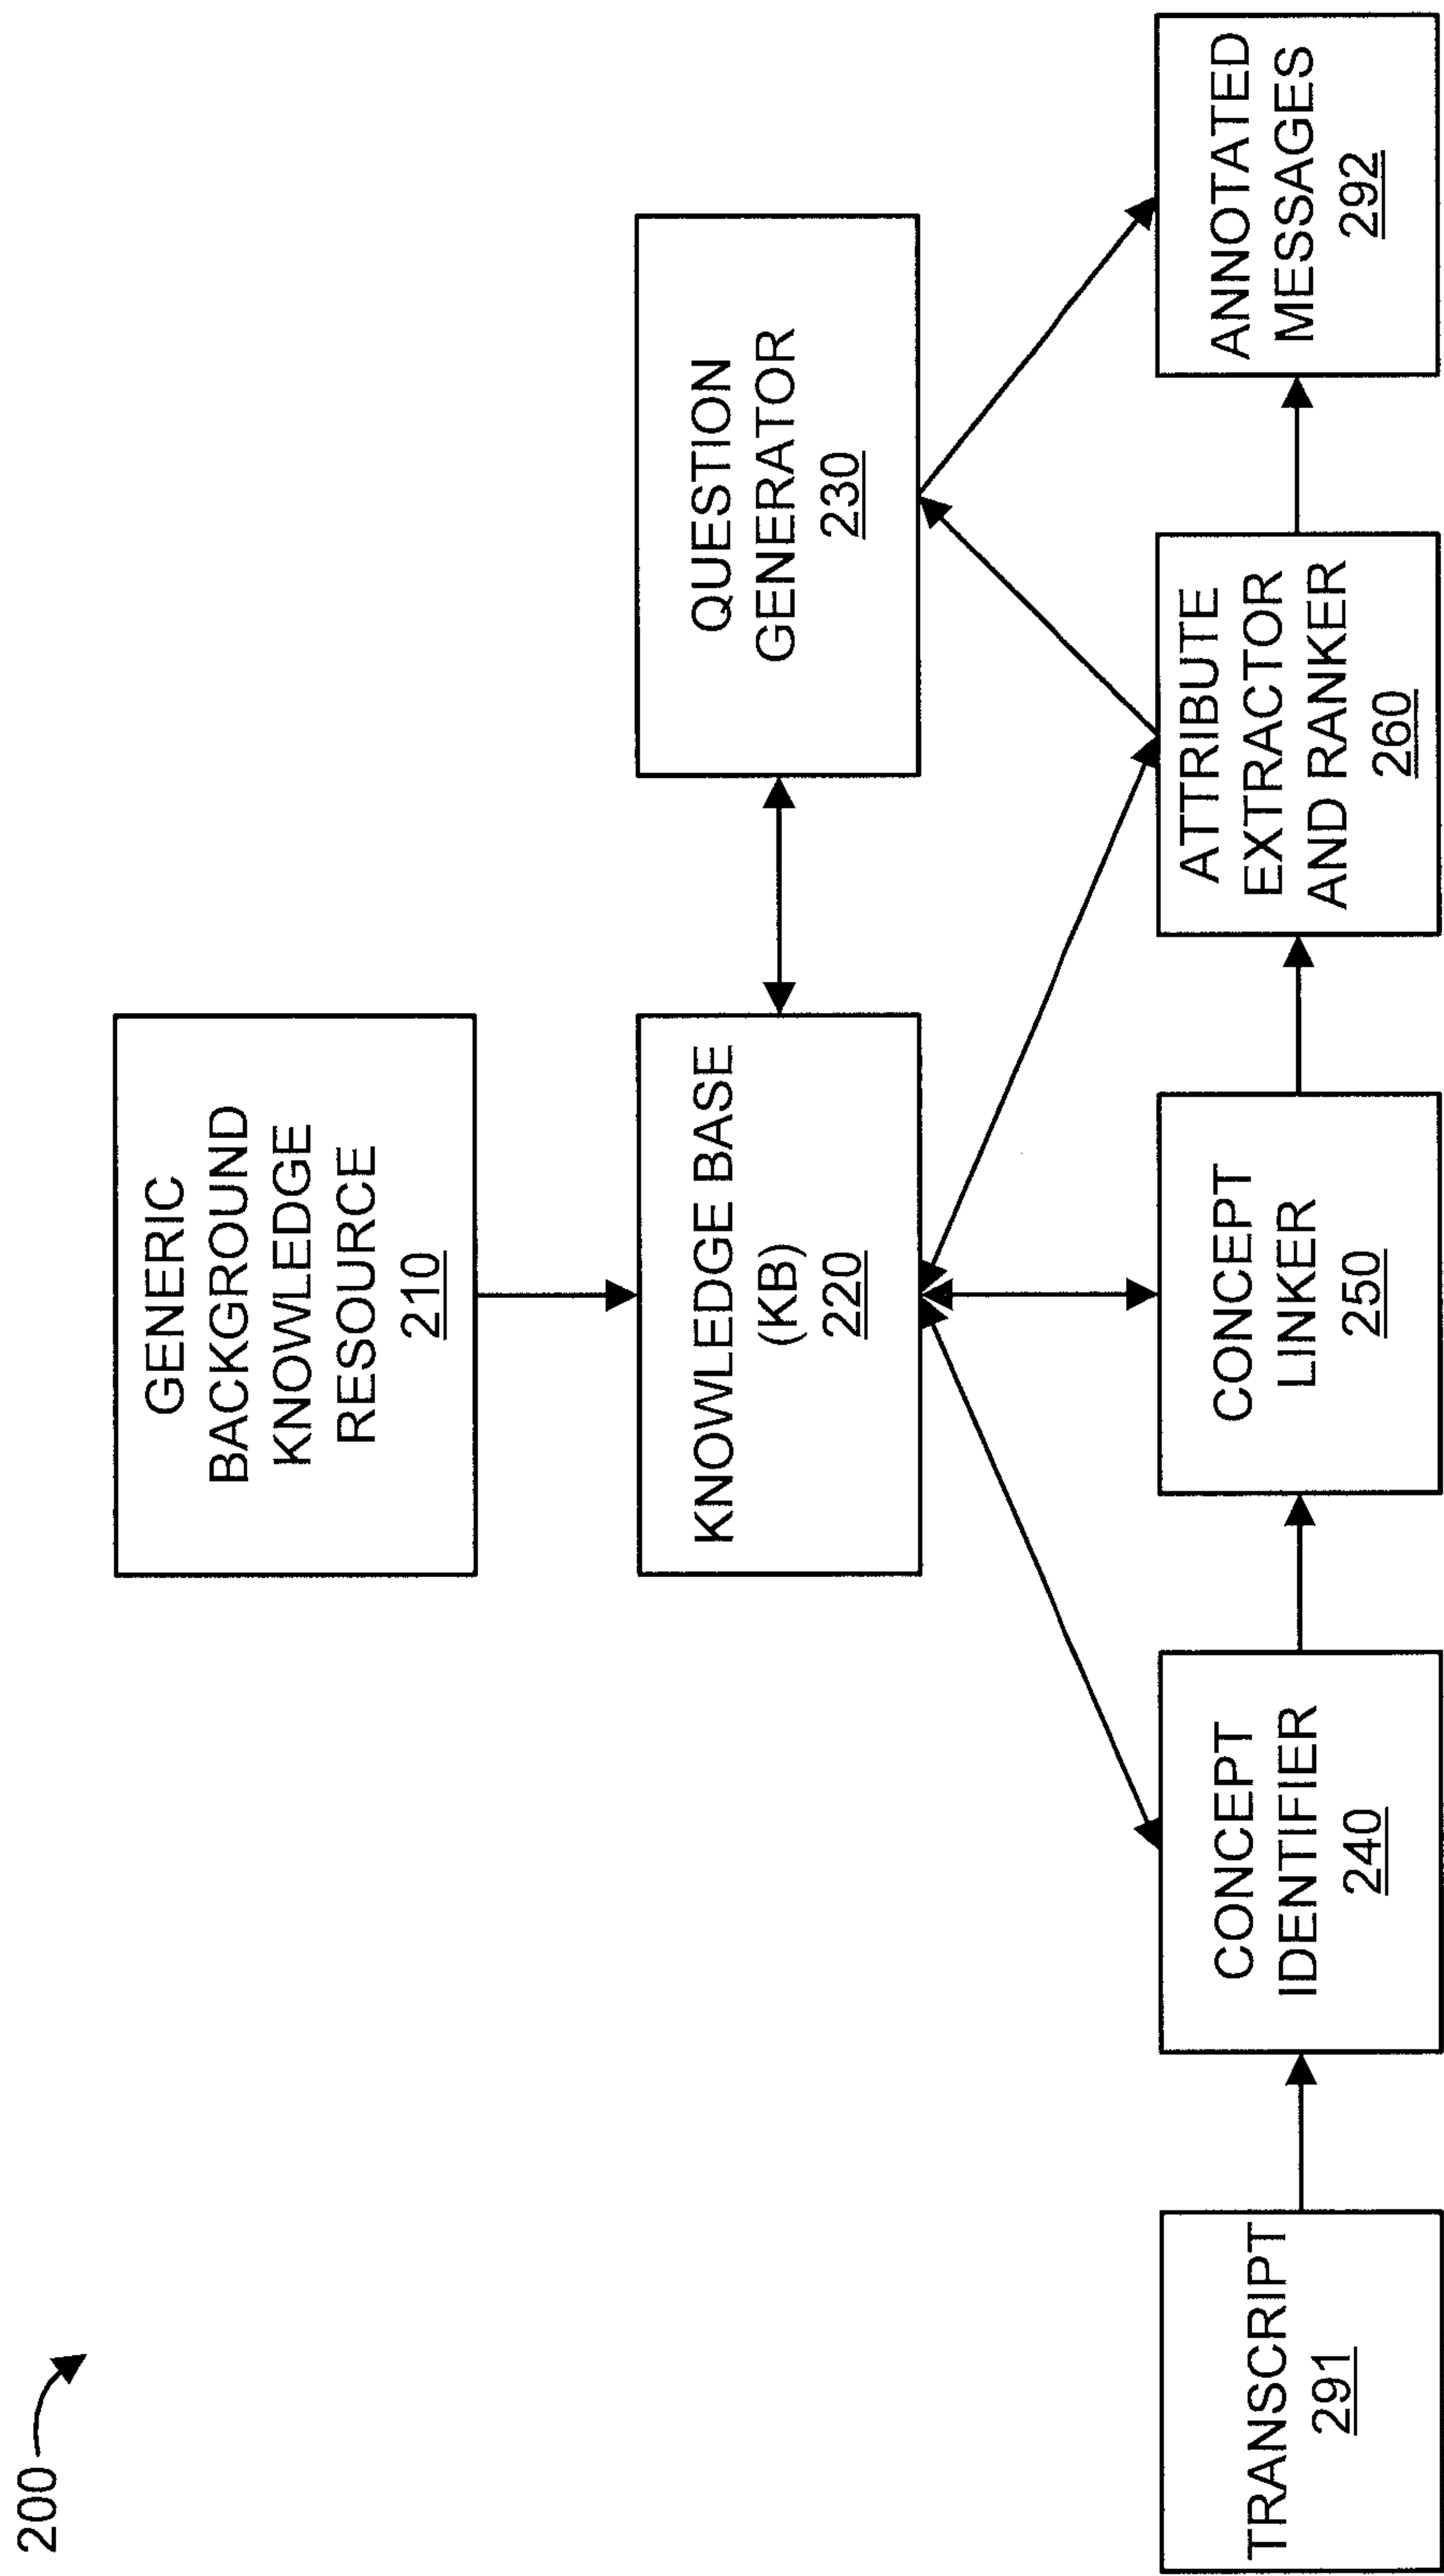 200
GENERIC
BACKGROUND
KNOWLEDGE
RESOURCE
210
KNOWLEDGE BASE
(KB)
220
QUESTION
GENERATOR
230
TRANSCRIPT
291
CONCEPT
IDENTIFIER
240
CONCEPT
LINKER
250
ATTRIBUTE
EXTRACTOR
AND RANKER
260
ANNOTATED
MESSAGES
292